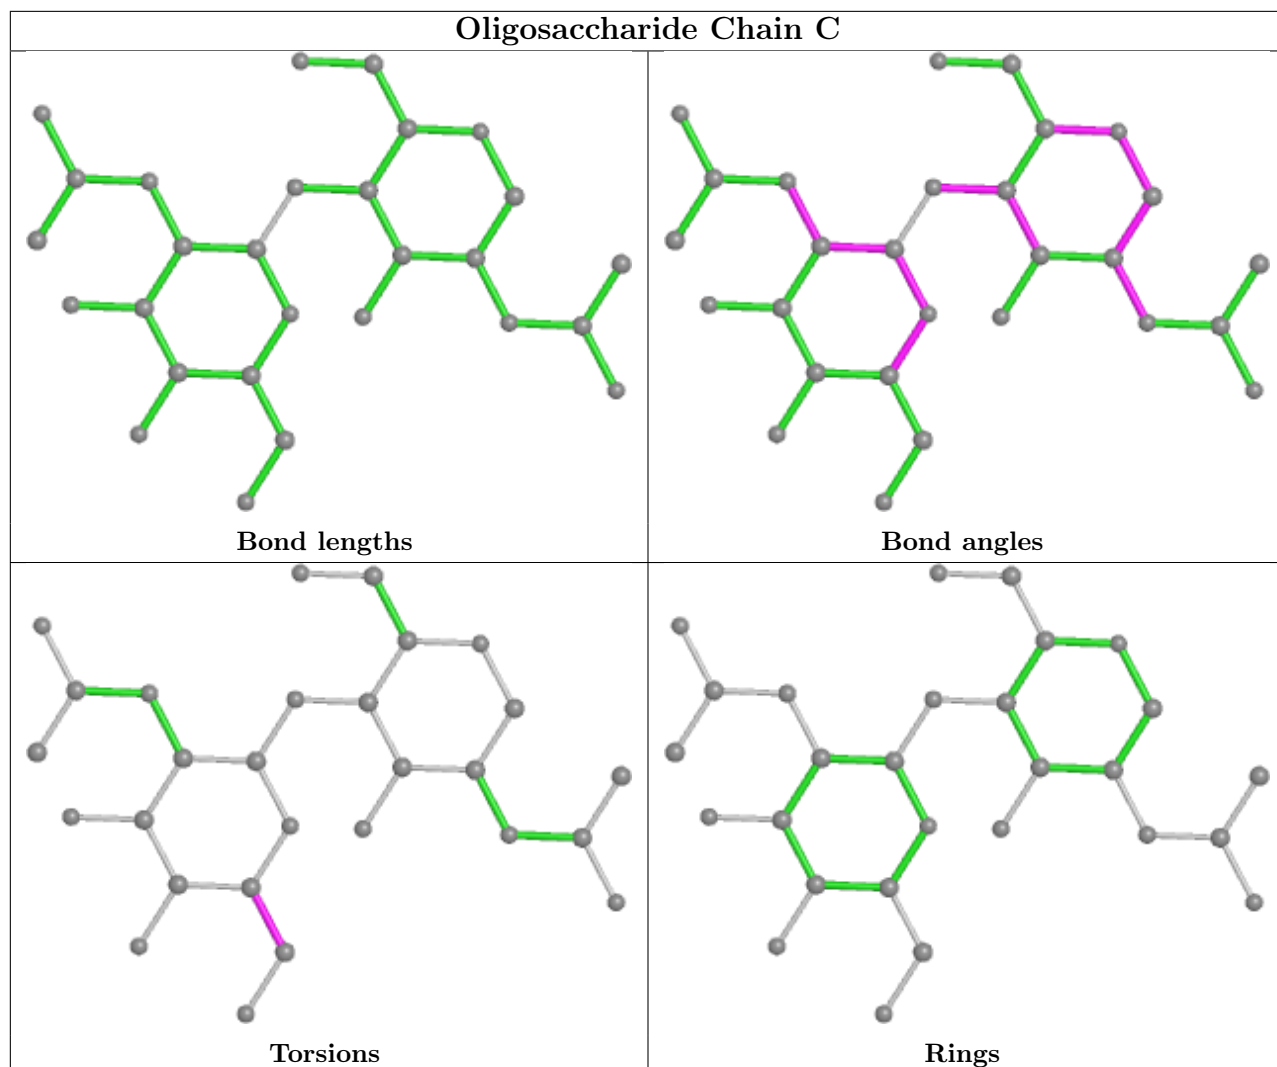 Oligosaccharide Chain C
Bond lengths
Bond angles
Torsions
Rings